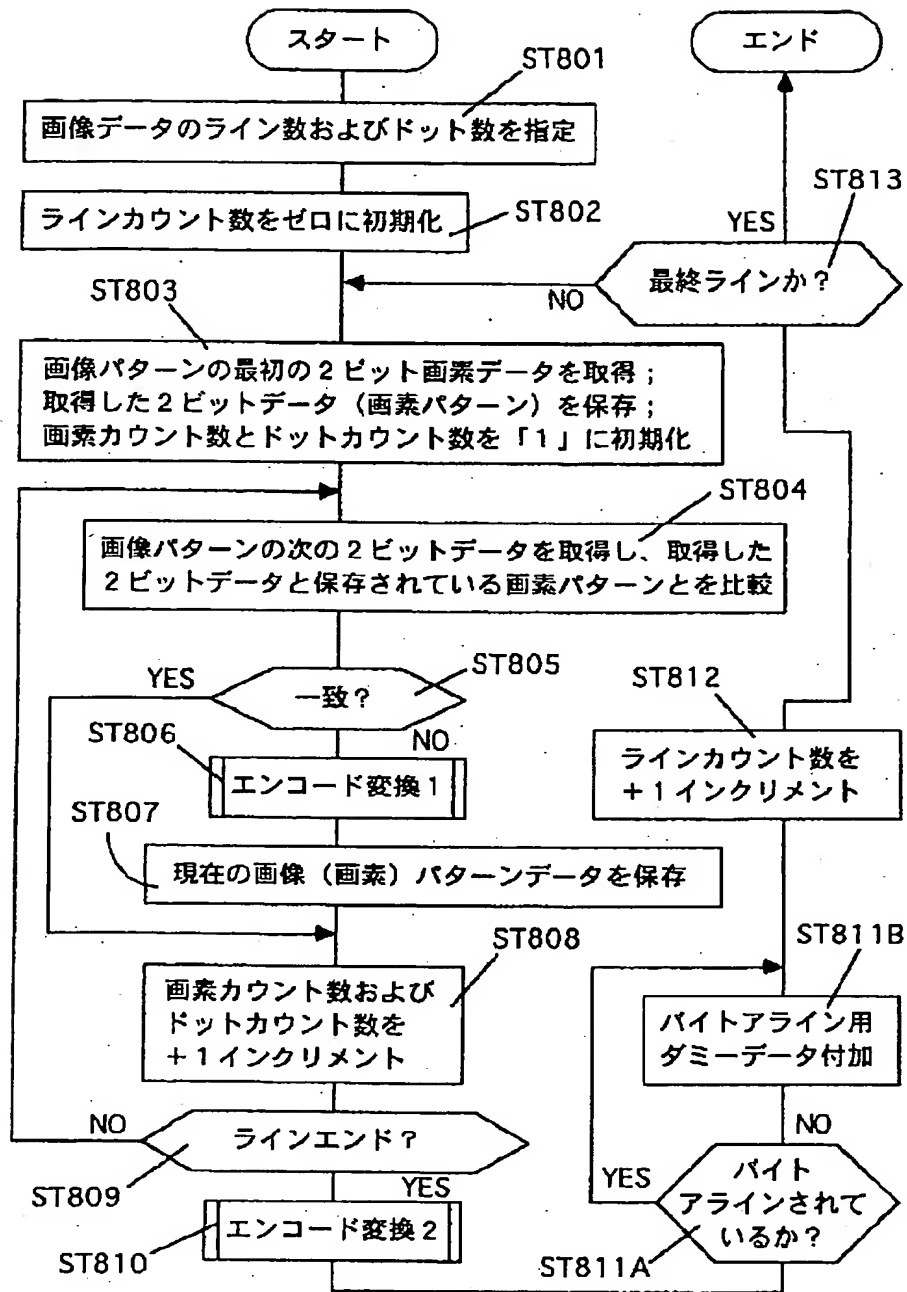 スタート
ST801
画像データのライン数およびドット数を指定
ラインカウント数をゼロに初期化
ST802
ST803
画像パターンの最初の2ビット画素データを取得;
取得した2ビットデータ(画素パターン)を保存;
画素カウント数とドットカウント数を「1」に初期化
ST804
画像パターンの次の2ビットデータを取得し、取得した
2ビットデータと保存されている画素パターンとを比較
YES
ST805
一致?
NO
ST806
エンコード変換1
ST807
現在の画像(画素)パターンデータを保存
ST808
画素カウント数および
ドットカウント数を
+1インクリメント
NO
ラインエンド?
ST809
YES
エンコード変換2
ST810
エンド
ST813
YES
最終ラインか?
NO
ST812
ラインカウント数を
+1インクリメント
ST811B
バイトアライン用
ダミーデータ付加
NO
YES
バイト
アラインされて
いるか?
ST811A